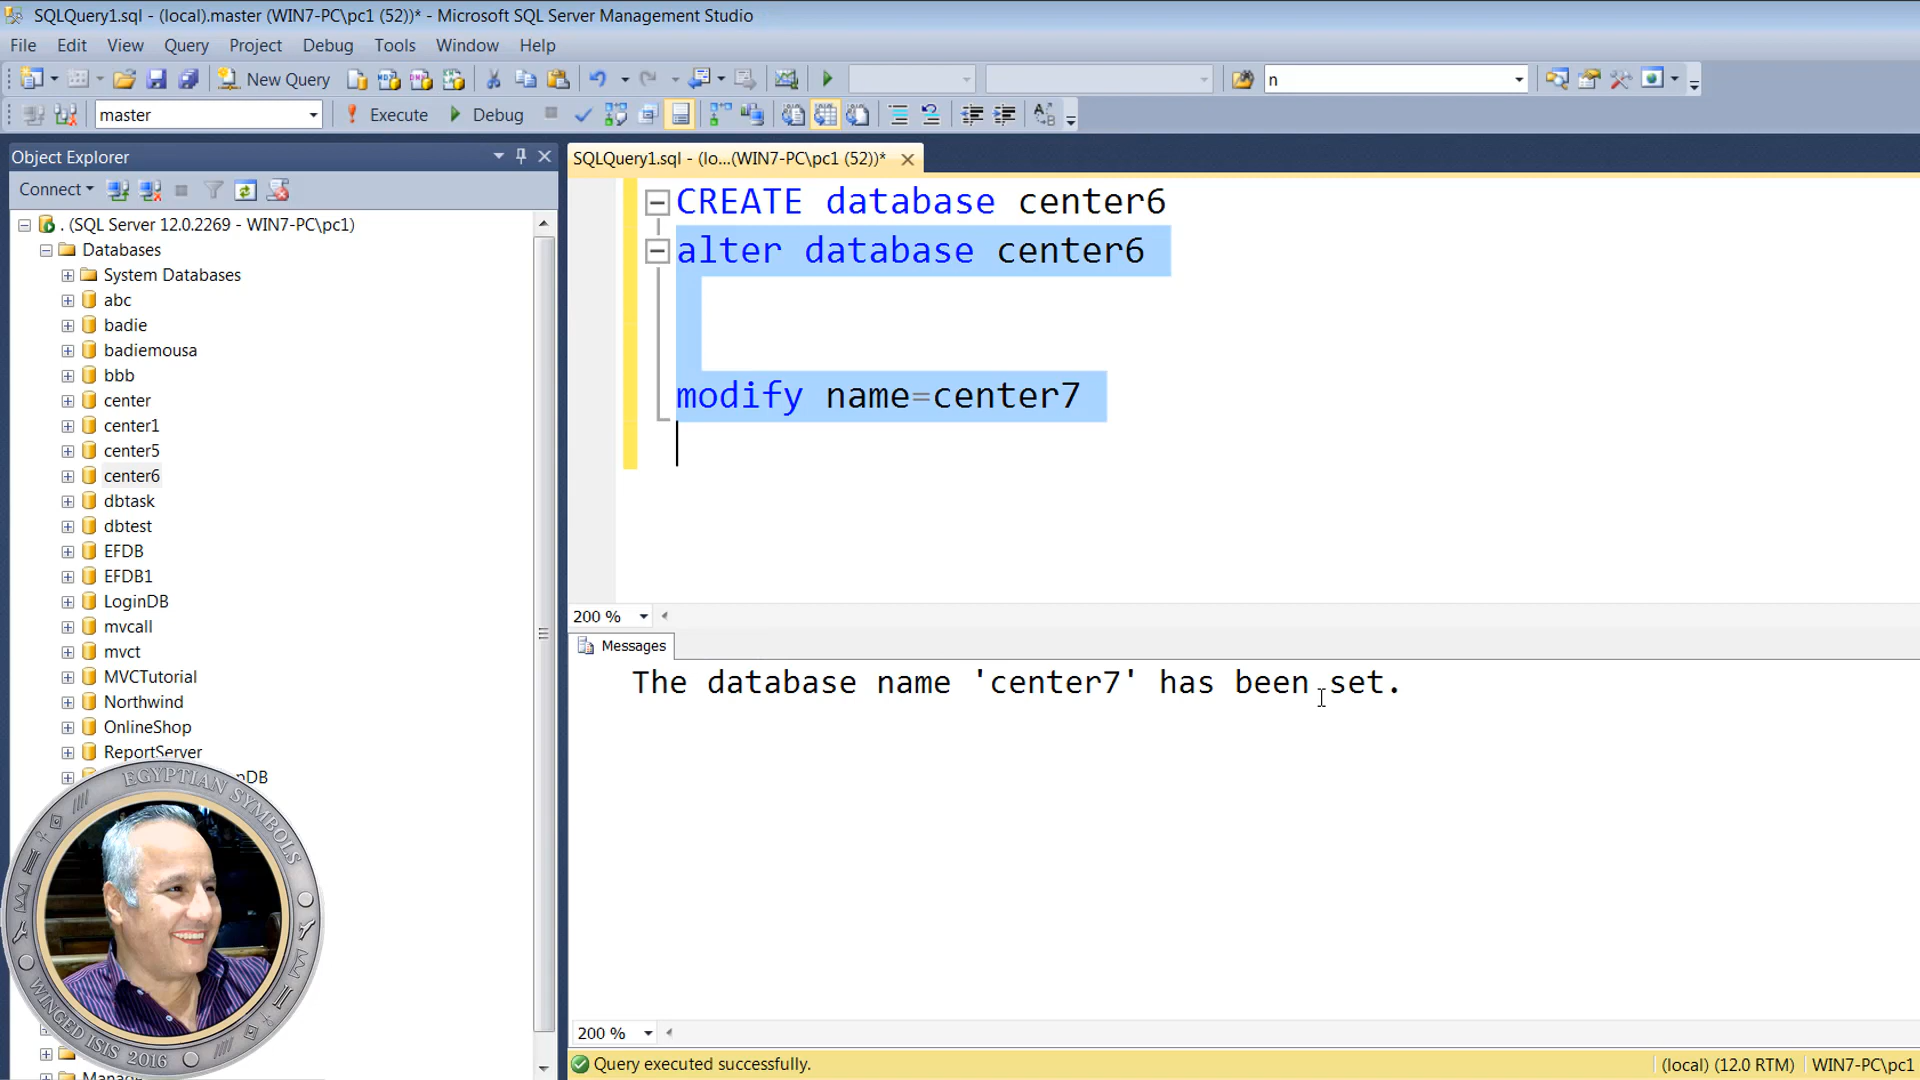 SQLQuery1.sql - (local).master (WIN7-PC\pc1 (52))* - Microsoft SQL Server Management Studio
File Edit View Query Project Debug Tools Window Help
New Query n
master Execute Debug
Object Explorer
Connect
. (SQL Server 12.0.2269 - WIN7-PC\pc1)
Databases
System Databases
abc
badie
badiemousa
bbb
center
center1
center5
center6
dbtask
dbtest
EFDB
EFDB1
LoginDB
mvcall
mvct
MVCTutorial
Northwind
OnlineShop
ReportServer
SQLQuery1.sql - (lo...(WIN7-PC\pc1 (52))*
CREATE database center6
alter database center6
modify name=center7
200 %
Messages
The database name 'center7' has been set.
200 %
Query executed successfully.
(local) (12.0 RTM) WIN7-PC\pc1
EGYPTIAN SYMBOLS
WINGED ISIS 2016